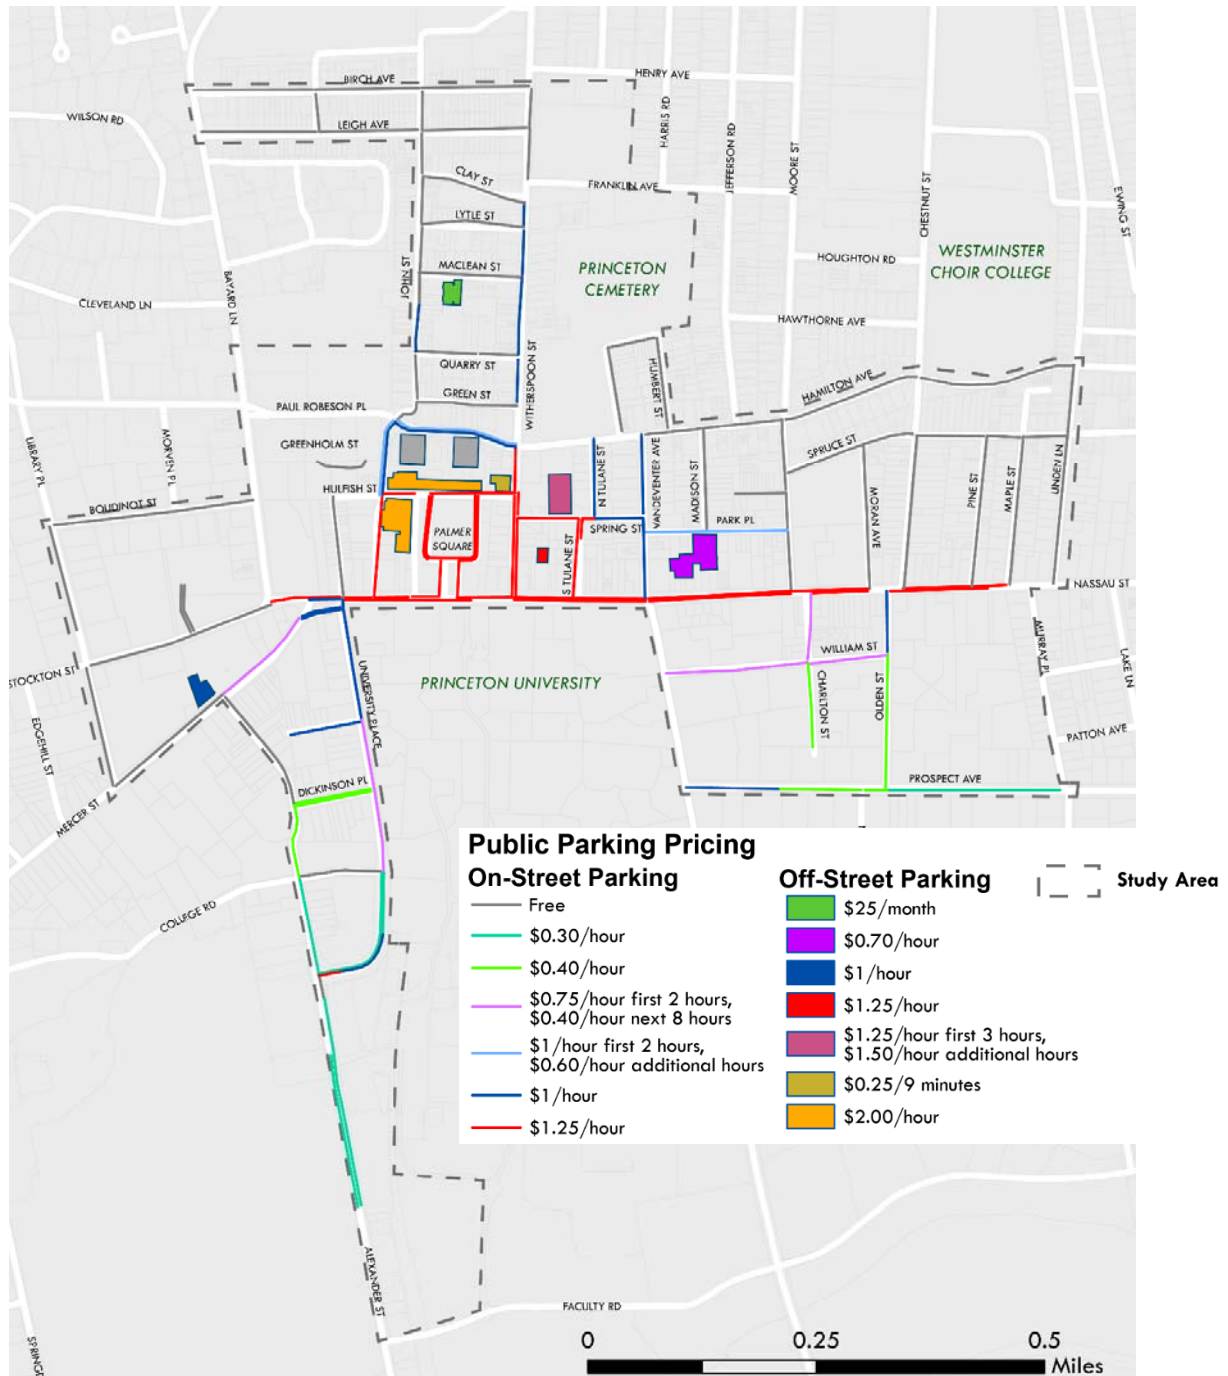 BIRCH AVE
HENRY AVE
WILSON RD
LEIGH AVE
HARRIS RD
JEFFERSON RD
MOORE ST
CHESTNUT ST
EWING ST
CLAY ST
FRANKLIN AVE
LYTLE ST
MACLEAN ST
JOHN ST
BAYARD LN
CLEVELAND LN
PRINCETON
CEMETERY
HOUGHTON RD
WESTMINSTER
CHOIR COLLEGE
HAWTHORNE AVE
QUARRY ST
WITHERSPOON ST
GREEN ST
HUMBERT ST
HAMILTON AVE
PAUL ROBESON PL
GREENHOLM ST
LIBRARY PL
MORVEN PL
BOUDINOT ST
HULFISH ST
N TULANE ST
VANDEVENTER AVE
MADISON ST
SPRUCE ST
MORAN AVE
PINE ST
MAPLE ST
LINDEN LN
PALMER
SQUARE
S TULANE ST
SPRING ST
PARK PL
NASSAU ST
STOCKTON ST
EDGEHILL ST
MERCER ST
UNIVERSITY PLACE
PRINCETON UNIVERSITY
WILLIAM ST
CHARLTON ST
OLDEN ST
MURRAY PL
LAKE LN
PATTON AVE
PROSPECT AVE
DICKINSON PL
COLLEGE RD
ALEXANDER ST
FACULTY RD
Public Parking Pricing
On-Street Parking
Free
$0.30/hour
$0.40/hour
$0.75/hour first 2 hours,
$0.40/hour next 8 hours
$1/hour first 2 hours,
$0.60/hour additional hours
$1/hour
$1.25/hour
Off-Street Parking
$25/month
$0.70/hour
$1/hour
$1.25/hour
$1.25/hour first 3 hours,
$1.50/hour additional hours
$0.25/9 minutes
$2.00/hour
Study Area
0
0.25
0.5
Miles